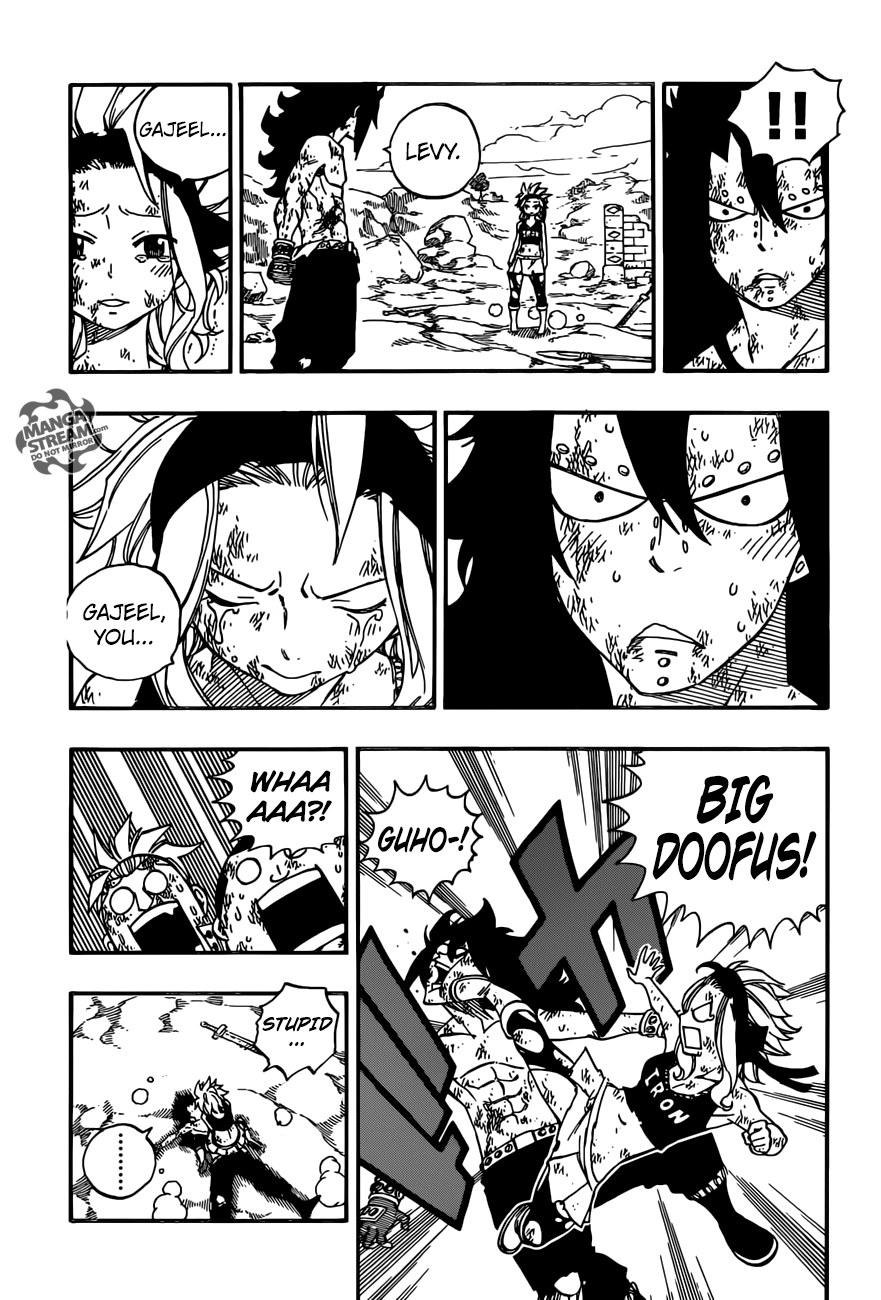 !!
LEVY.
GAJEEL...
MANGA
STREAM.com
DO NOT MIRROR!
GAJEEL,
YOU...
BIG
DOOFUS!
GUHO-!
IRON
WHAA
AAA?!
STUPID
...
.......